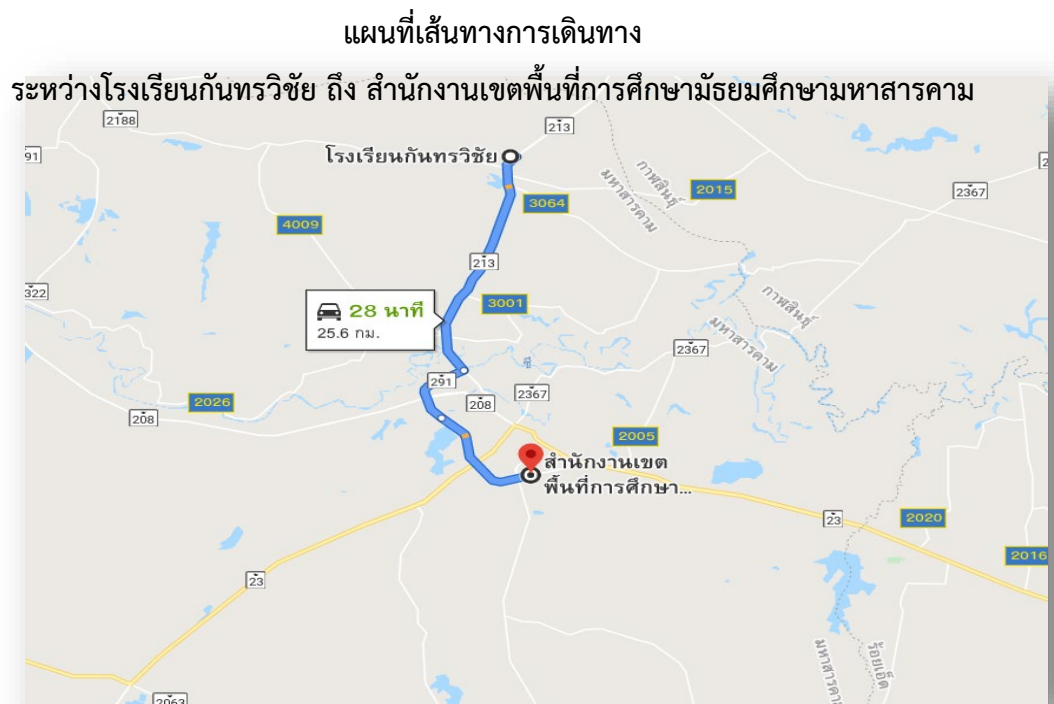 แผนที่เส้นทางการเดินทาง
ระหว่างโรงเรียนกันทรวิชัย ถึง สำนักงานเขตพื้นที่การศึกษามัธยมศึกษามหาสารคาม
2188
213
91
โรงเรียนกันทรวิชัย
กาฬสินธุ์
มหาสารคาม
2015
2367
3064
4009
213
322
28 นาที
25.6 กม.
3001
กาฬสินธุ์
มหาสารคาม
2367
291
2026
208
208
2367
2005
สำนักงานเขต
พื้นที่การศึกษา...
23
2020
2016
23
มหาสารคาม
ร้อยเอ็ด
2063